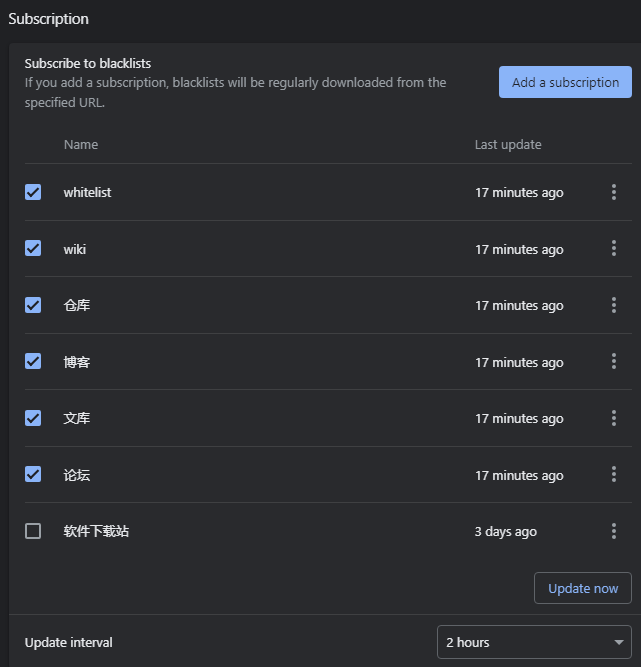 Subscription
Subscribe to blacklists
If you add a subscription, blacklists will be regularly downloaded from the
specified URL.
Add a subscription
Name Last update
whitelist 17 minutes ago
wiki 17 minutes ago
仓库 17 minutes ago
博客 17 minutes ago
文库 17 minutes ago
论坛 17 minutes ago
软件下载站 3 days ago
Update now
Update interval 2 hours